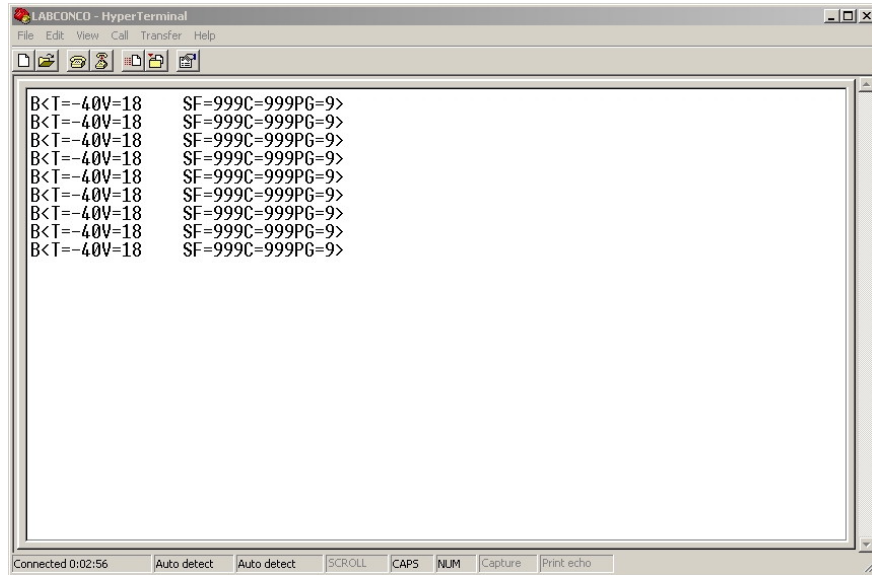 LABCONCO - HyperTerminal
File Edit View Call Transfer Help
B<T=-40V=18    SF=999C=999PG=9>
B<T=-40V=18    SF=999C=999PG=9>
B<T=-40V=18    SF=999C=999PG=9>
B<T=-40V=18    SF=999C=999PG=9>
B<T=-40V=18    SF=999C=999PG=9>
B<T=-40V=18    SF=999C=999PG=9>
B<T=-40V=18    SF=999C=999PG=9>
B<T=-40V=18    SF=999C=999PG=9>
B<T=-40V=18    SF=999C=999PG=9>
Connected 0:02:56 Auto detect Auto detect SCROLL CAPS NUM Capture Print echo